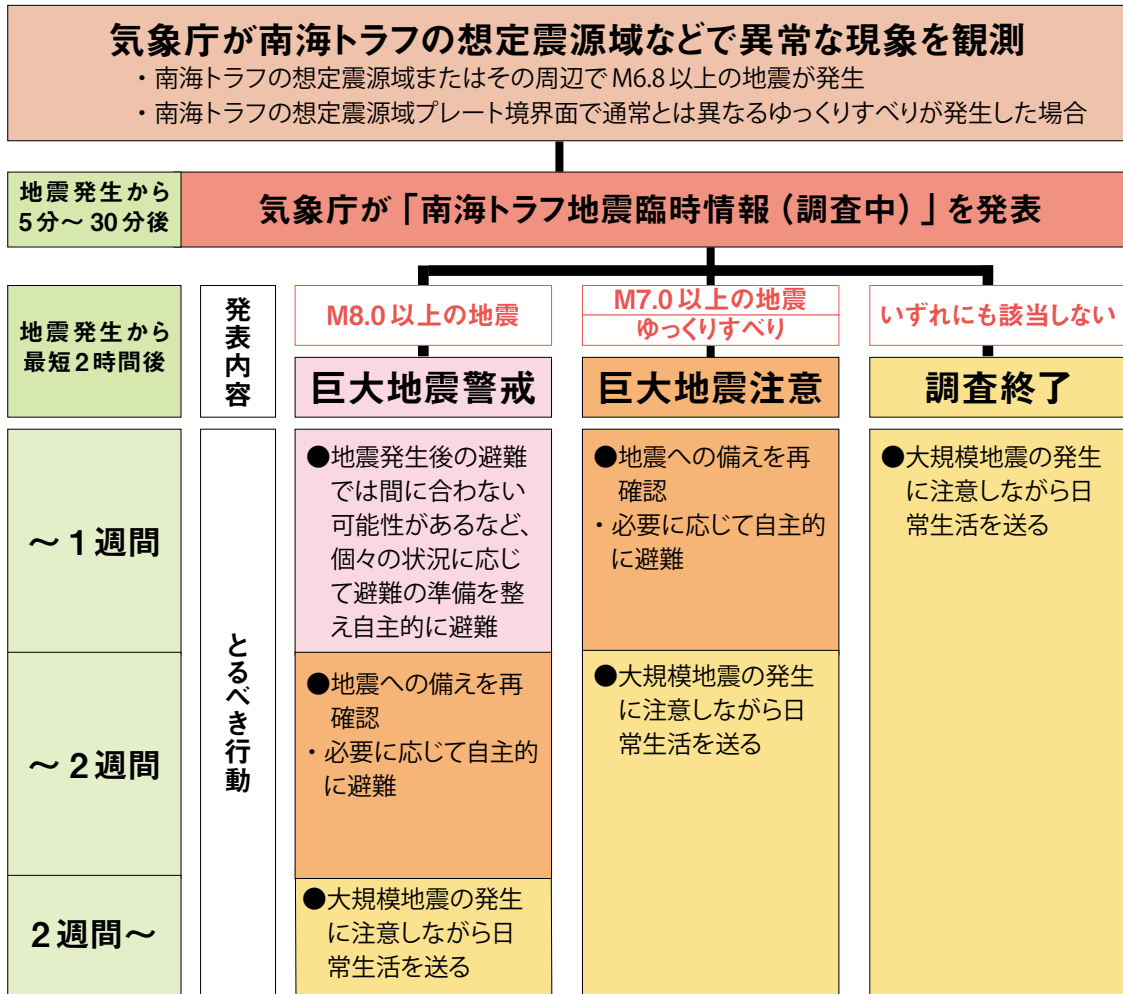 気象庁が南海トラフの想定震源域などで異常な現象を観測
・南海トラフの想定震源域またはその周辺でM6.8以上の地震が発生
・南海トラフの想定震源域プレート境界面で通常とは異なるゆっくりすべりが発生した場合
地震発生から
5分～30分後
気象庁が「南海トラフ地震臨時情報（調査中）」を発表
地震発生から
最短2時間後
発表内容
M8.0以上の地震
巨大地震警戒
M7.0以上の地震
ゆっくりすべり
巨大地震注意
いずれにも該当しない
調査終了
とるべき行動
～1週間
●地震発生後の避難
では間に合わない
可能性があるなど、
個々の状況に応じ
て避難の準備を整
え自主的に避難
●地震への備えを再
確認
・必要に応じて自主的
に避難
●大規模地震の発生
に注意しながら日
常生活を送る
～2週間
●地震への備えを再
確認
・必要に応じて自主的
に避難
●大規模地震の発生
に注意しながら日
常生活を送る
2週間～
●大規模地震の発生
に注意しながら日
常生活を送る